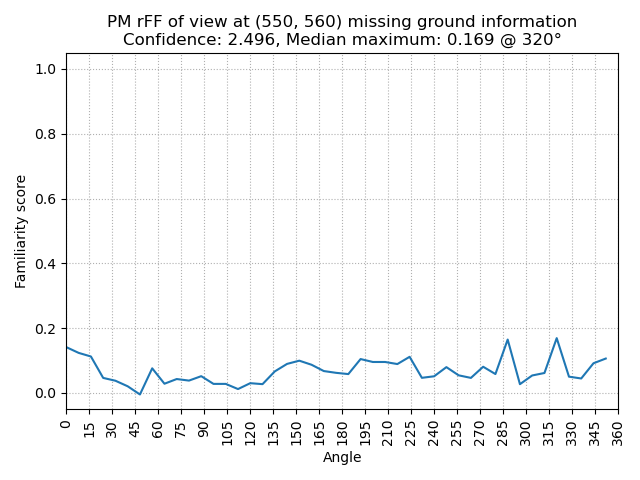 PM rFF of view at (550, 560) missing ground information
Confidence: 2.496, Median maximum: 0.169 @ 320°
1.0
0.8
0.6
0.4
0.2
0.0
Familiarity score
0 15 30 45 60 75 90 105 120 135 150 165 180 195 210 225 240 255 270 285 300 315 330 345 360
Angle